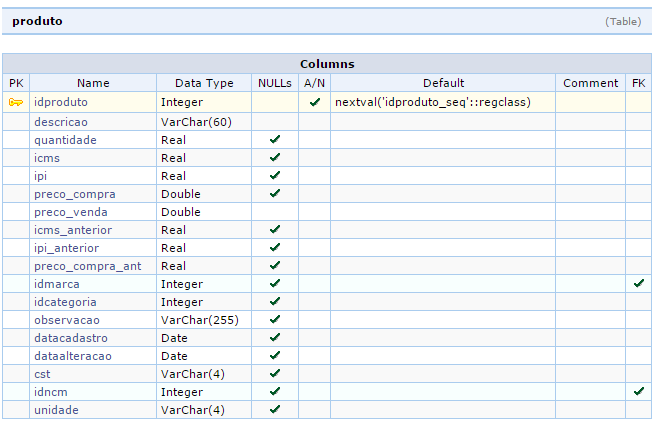 produto (Table)
Columns
PK Name Data Type NULLs A/N Default Comment FK
idproduto Integer nextval('idproduto_seq'::regclass)
descricao VarChar(60)
quantidade Real
icms Real
ipi Real
preco_compra Double
preco_venda Double
icms_anterior Real
ipi_anterior Real
preco_compra_ant Real
idmarca Integer
idcategoria Integer
observacao VarChar(255)
datacadastro Date
dataalteracao Date
cst VarChar(4)
idncm Integer
unidade VarChar(4)